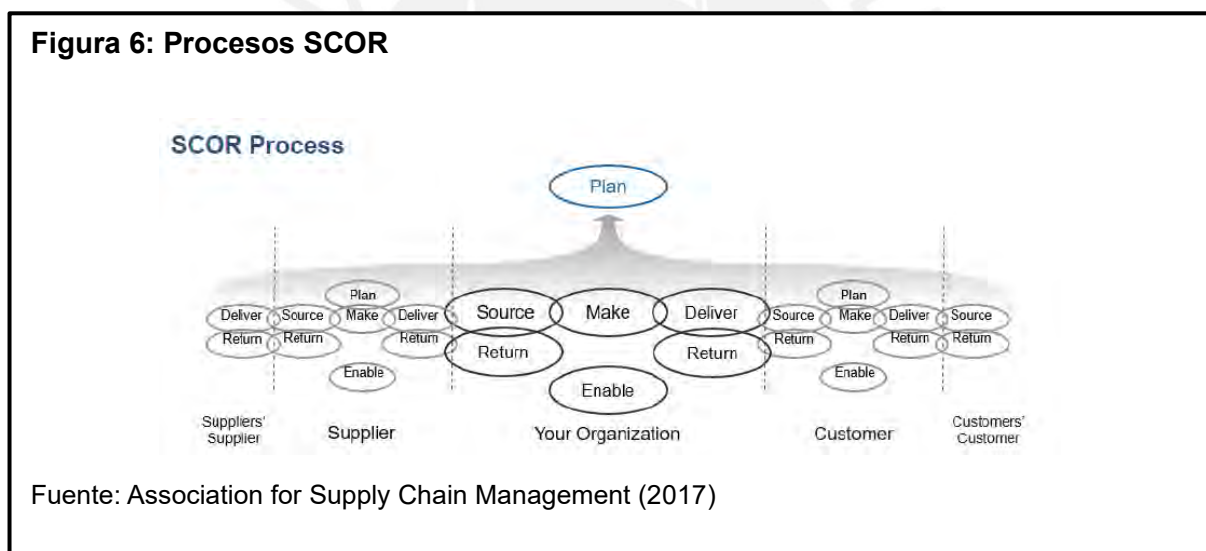 Figura 6: Procesos SCOR
SCOR Process
Plan
Plan Plan
Deliver Source Make Deliver Source Make Deliver Source Make Deliver Source
Return Return Return Return Return Return Return Return
Enable Enable
Enable
Suppliers' Supplier Supplier Your Organization Customer Customers' Customer
Fuente: Association for Supply Chain Management (2017)